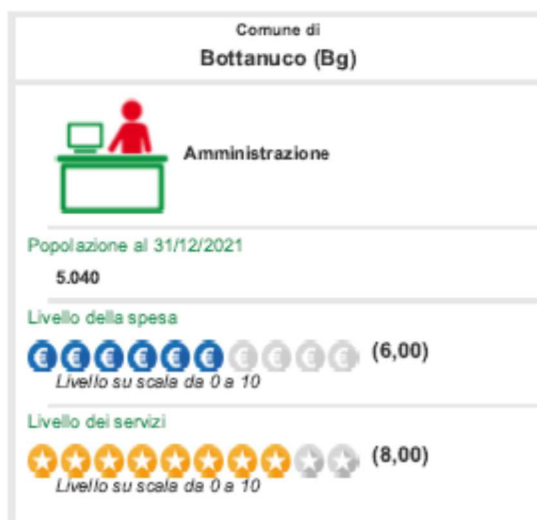 Comune di
Bottanuco (Bg)
Amministrazione
Popolazione al 31/12/2021
5.040
Livello della spesa
(6,00)
Livello su scala da 0 a 10
Livello dei servizi
(8,00)
Livello su scala da 0 a 10